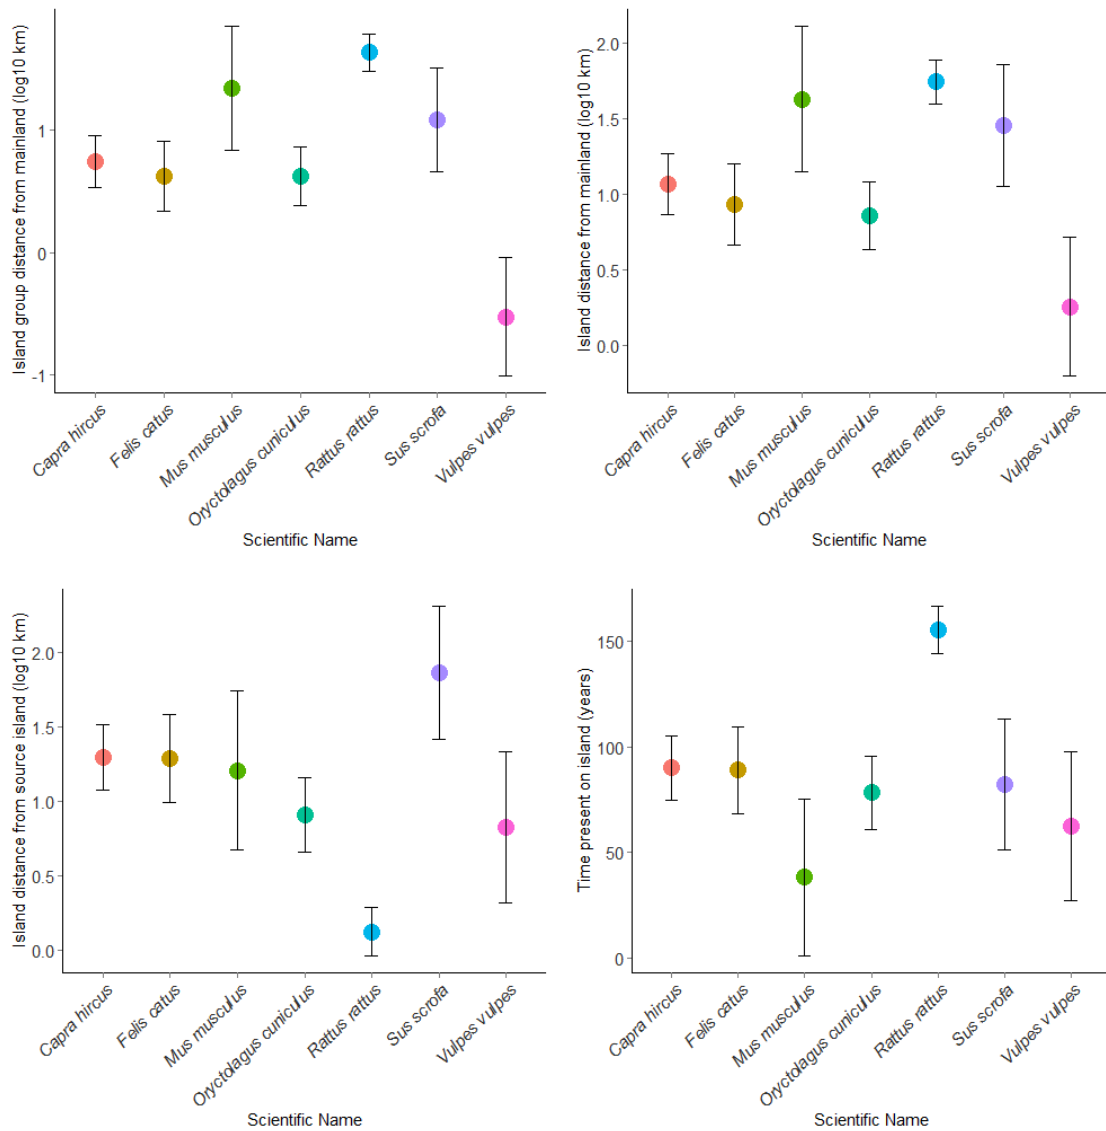 Island group distance from mainland (log10 km)
1
0
-1
Capra hircus
Felis catus
Mus musculus
Oryctolagus cuniculus
Rattus rattus
Sus scrofa
Vulpes vulpes
Scientific Name
Island distance from mainland (log10 km)
2.0
1.5
1.0
0.5
0.0
Capra hircus
Felis catus
Mus musculus
Oryctolagus cuniculus
Rattus rattus
Sus scrofa
Vulpes vulpes
Scientific Name
Island distance from source island (log10 km)
2.0
1.5
1.0
0.5
0.0
Capra hircus
Felis catus
Mus musculus
Oryctolagus cuniculus
Rattus rattus
Sus scrofa
Vulpes vulpes
Scientific Name
Time present on island (years)
150
100
50
0
Capra hircus
Felis catus
Mus musculus
Oryctolagus cuniculus
Rattus rattus
Sus scrofa
Vulpes vulpes
Scientific Name